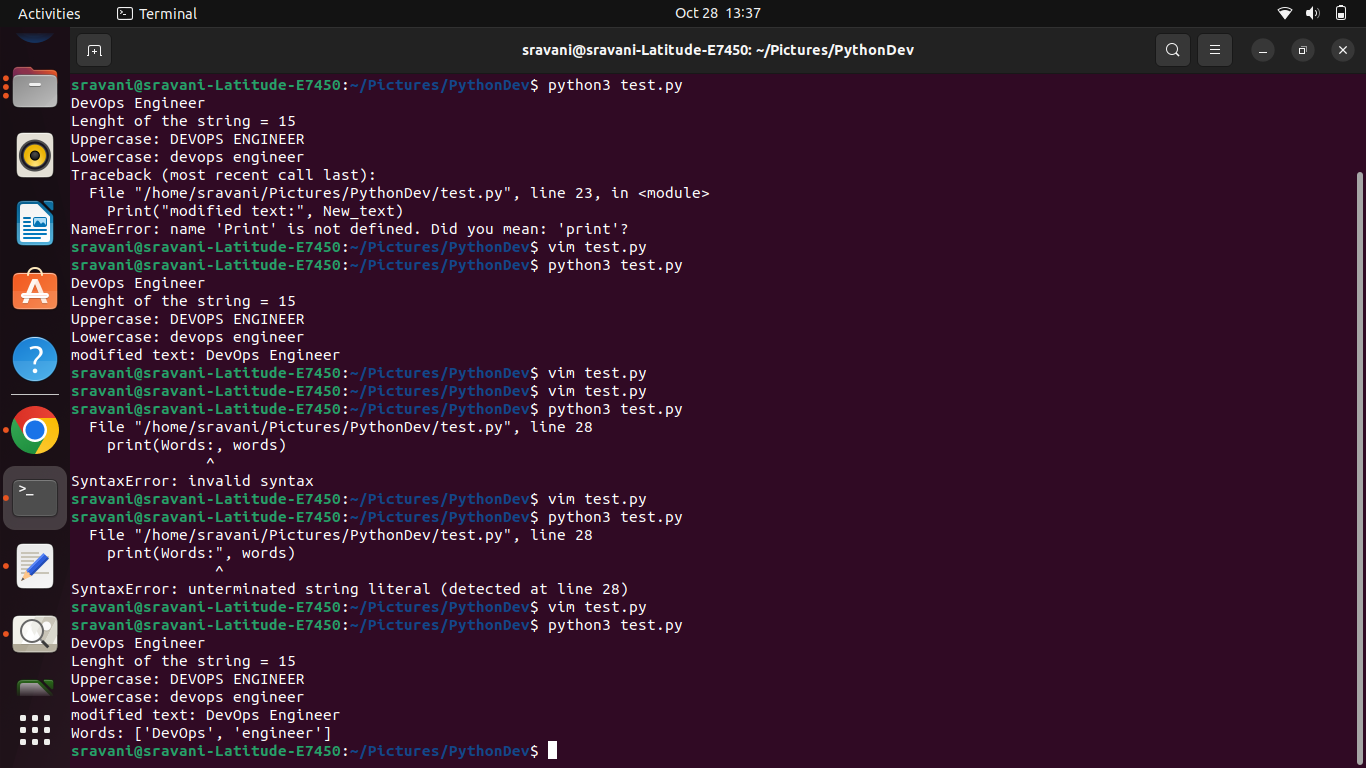 Activities Terminal Oct 28 13:37
sravani@sravani-Latitude-E7450: ~/Pictures/PythonDev
sravani@sravani-Latitude-E7450:~/Pictures/PythonDev$ python3 test.py
DevOps Engineer
Lenght of the string = 15
Uppercase: DEVOPS ENGINEER
Lowercase: devops engineer
Traceback (most recent call last):
  File "/home/sravani/Pictures/PythonDev/test.py", line 23, in <module>
    Print("modified text:", New_text)
NameError: name 'Print' is not defined. Did you mean: 'print'?
sravani@sravani-Latitude-E7450:~/Pictures/PythonDev$ vim test.py
sravani@sravani-Latitude-E7450:~/Pictures/PythonDev$ python3 test.py
DevOps Engineer
Lenght of the string = 15
Uppercase: DEVOPS ENGINEER
Lowercase: devops engineer
modified text: DevOps Engineer
sravani@sravani-Latitude-E7450:~/Pictures/PythonDev$ vim test.py
sravani@sravani-Latitude-E7450:~/Pictures/PythonDev$ vim test.py
sravani@sravani-Latitude-E7450:~/Pictures/PythonDev$ python3 test.py
  File "/home/sravani/Pictures/PythonDev/test.py", line 28
    print(Words:, words)
               ^
SyntaxError: invalid syntax
sravani@sravani-Latitude-E7450:~/Pictures/PythonDev$ vim test.py
sravani@sravani-Latitude-E7450:~/Pictures/PythonDev$ python3 test.py
  File "/home/sravani/Pictures/PythonDev/test.py", line 28
    print(Words:", words)
                ^
SyntaxError: unterminated string literal (detected at line 28)
sravani@sravani-Latitude-E7450:~/Pictures/PythonDev$ vim test.py
sravani@sravani-Latitude-E7450:~/Pictures/PythonDev$ python3 test.py
DevOps Engineer
Lenght of the string = 15
Uppercase: DEVOPS ENGINEER
Lowercase: devops engineer
modified text: DevOps Engineer
Words: ['DevOps', 'engineer']
sravani@sravani-Latitude-E7450:~/Pictures/PythonDev$